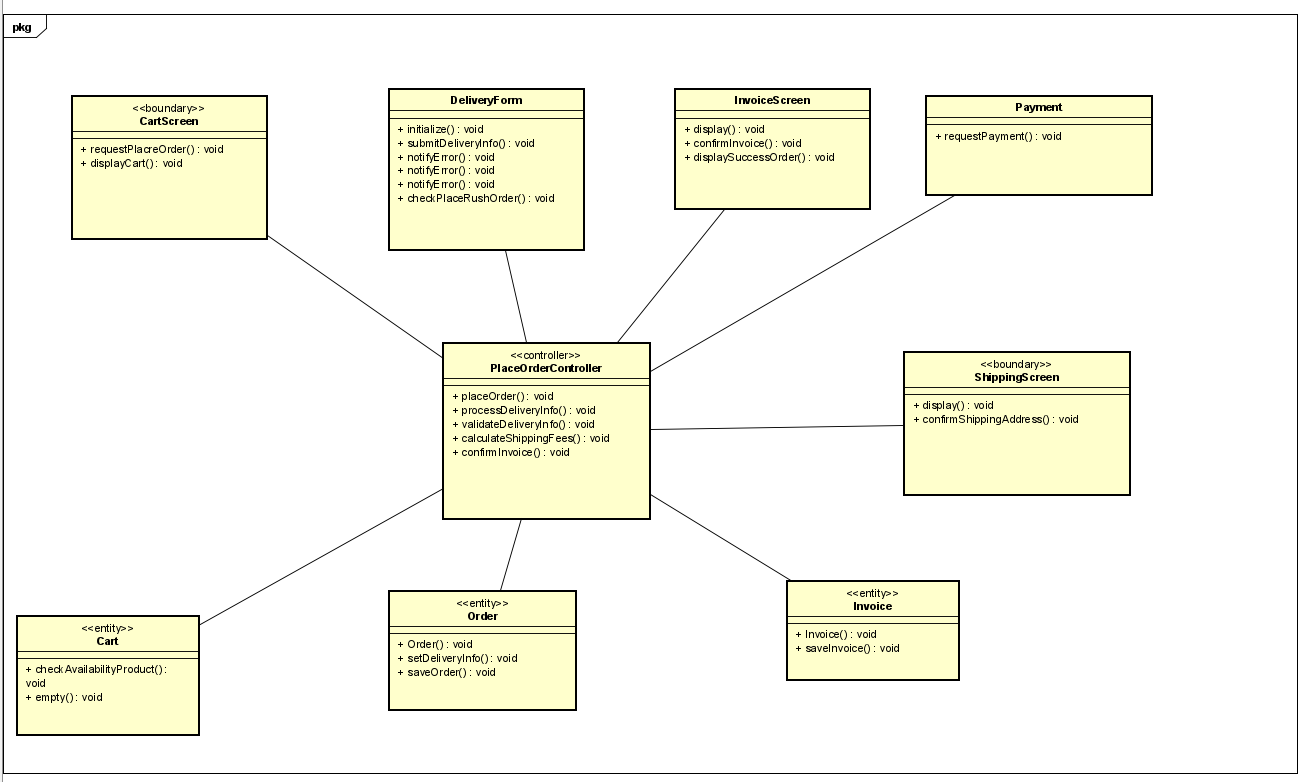 pkg
<<boundary>>
CartScreen
+ requestPlacreOrder() : void
+ displayCart() : void
DeliveryForm
+ initialize() : void
+ submitDeliveryInfo() : void
+ notifyError() : void
+ notifyError() : void
+ notifyError() : void
+ checkPlaceRushOrder() : void
InvoiceScreen
+ display() : void
+ confirmInvoice() : void
+ displaySuccessOrder() : void
Payment
+ requestPayment() : void
<<controller>>
PlaceOrderController
+ placeOrder() : void
+ processDeliveryInfo() : void
+ validateDeliveryInfo() : void
+ calculateShippingFees() : void
+ confirmInvoice() : void
<<boundary>>
ShippingScreen
+ display() : void
+ confirmShippingAddress() : void
<<entity>>
Cart
+ checkAvailabilityProduct() :
void
+ empty() : void
<<entity>>
Order
+ Order() : void
+ setDeliveryInfo() : void
+ saveOrder() : void
<<entity>>
Invoice
+ Invoice() : void
+ saveInvoice() : void